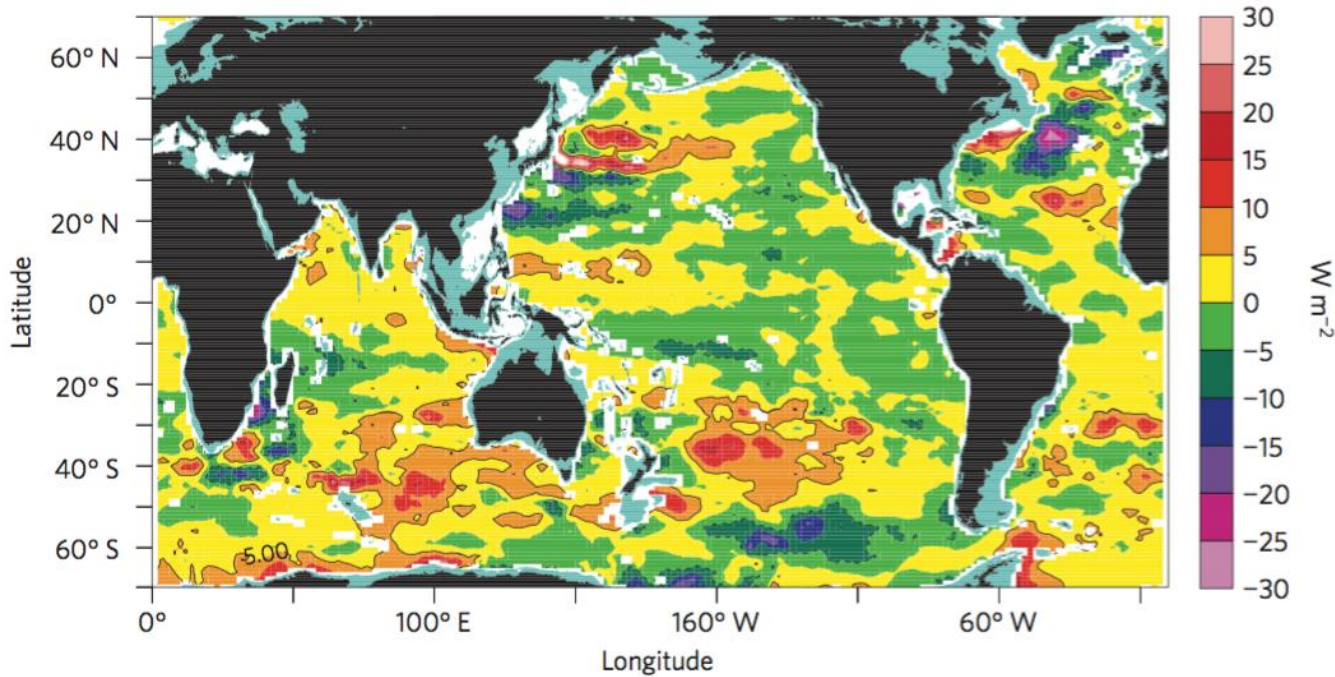 60° N
40° N
20° N
0°
20° S
40° S
60° S
Latitude
-5.00
0°
100° E
160° W
60° W
Longitude
30
25
20
15
10
5
0
−5
−10
−15
−20
−25
−30
W m⁻²